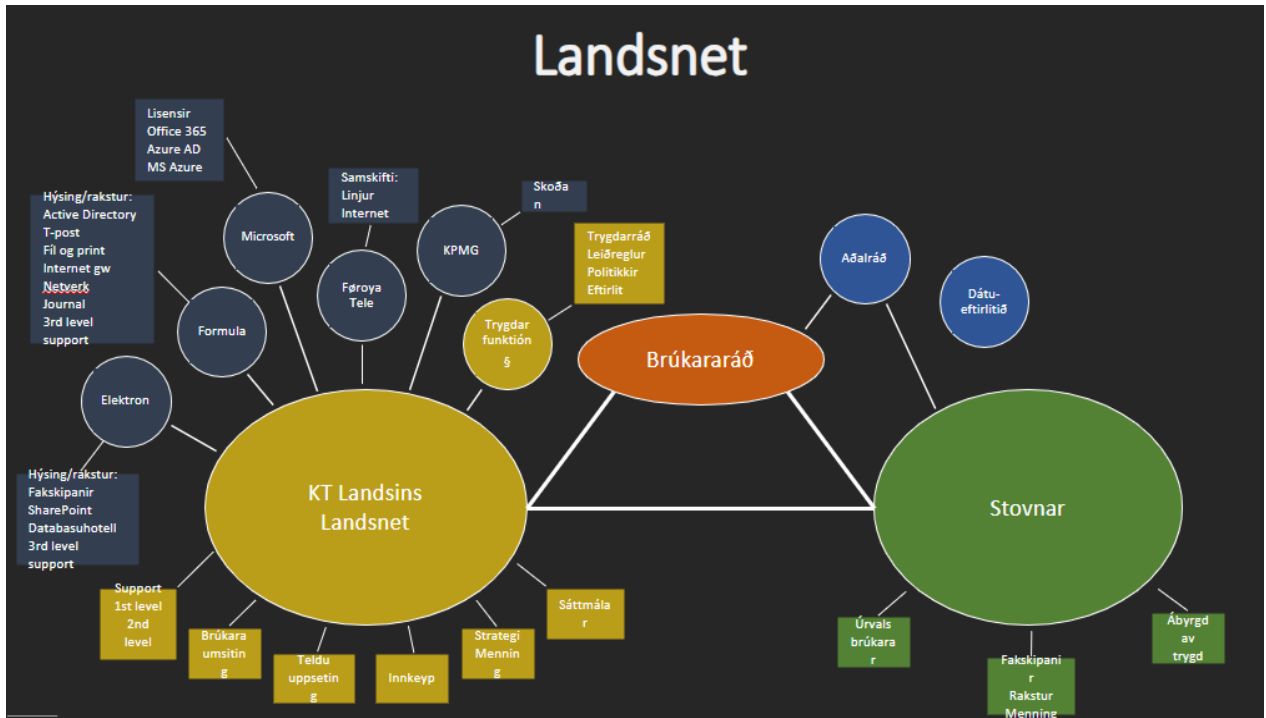 Landsnet
Lisensir
Office 365
Azure AD
MS Azure
Hýsing/rakstur:
Active Directory
T-post
Fíl og print
Internet gw
Netverk
Journal
3rd level
support
Samskifti:
Linjur
Internet
Skoða
n
Trygdarráð
Leiðreglur
Politikkir
Eftirlit
Microsoft
KPMG
Føroya
Tele
Formula
Trygdar
funktión
§
Elektron
Aðalráð
Dátu-
eftirlitið
Brúkararáð
Hýsing/rakstur:
Fakskipanir
SharePoint
Databasuhotell
3rd level
support
KT Landsins
Landsnet
Stovnar
Support
1st level
2nd
level
Brúkara
umsitin
g
Teldu
uppsetin
g
Innkeyp
Strategi
Mennin
g
Sáttmála
r
Úrvals
brúkara
r
Fakskipani
r
Rakstur
Menning
Ábyrgd
av
trygd